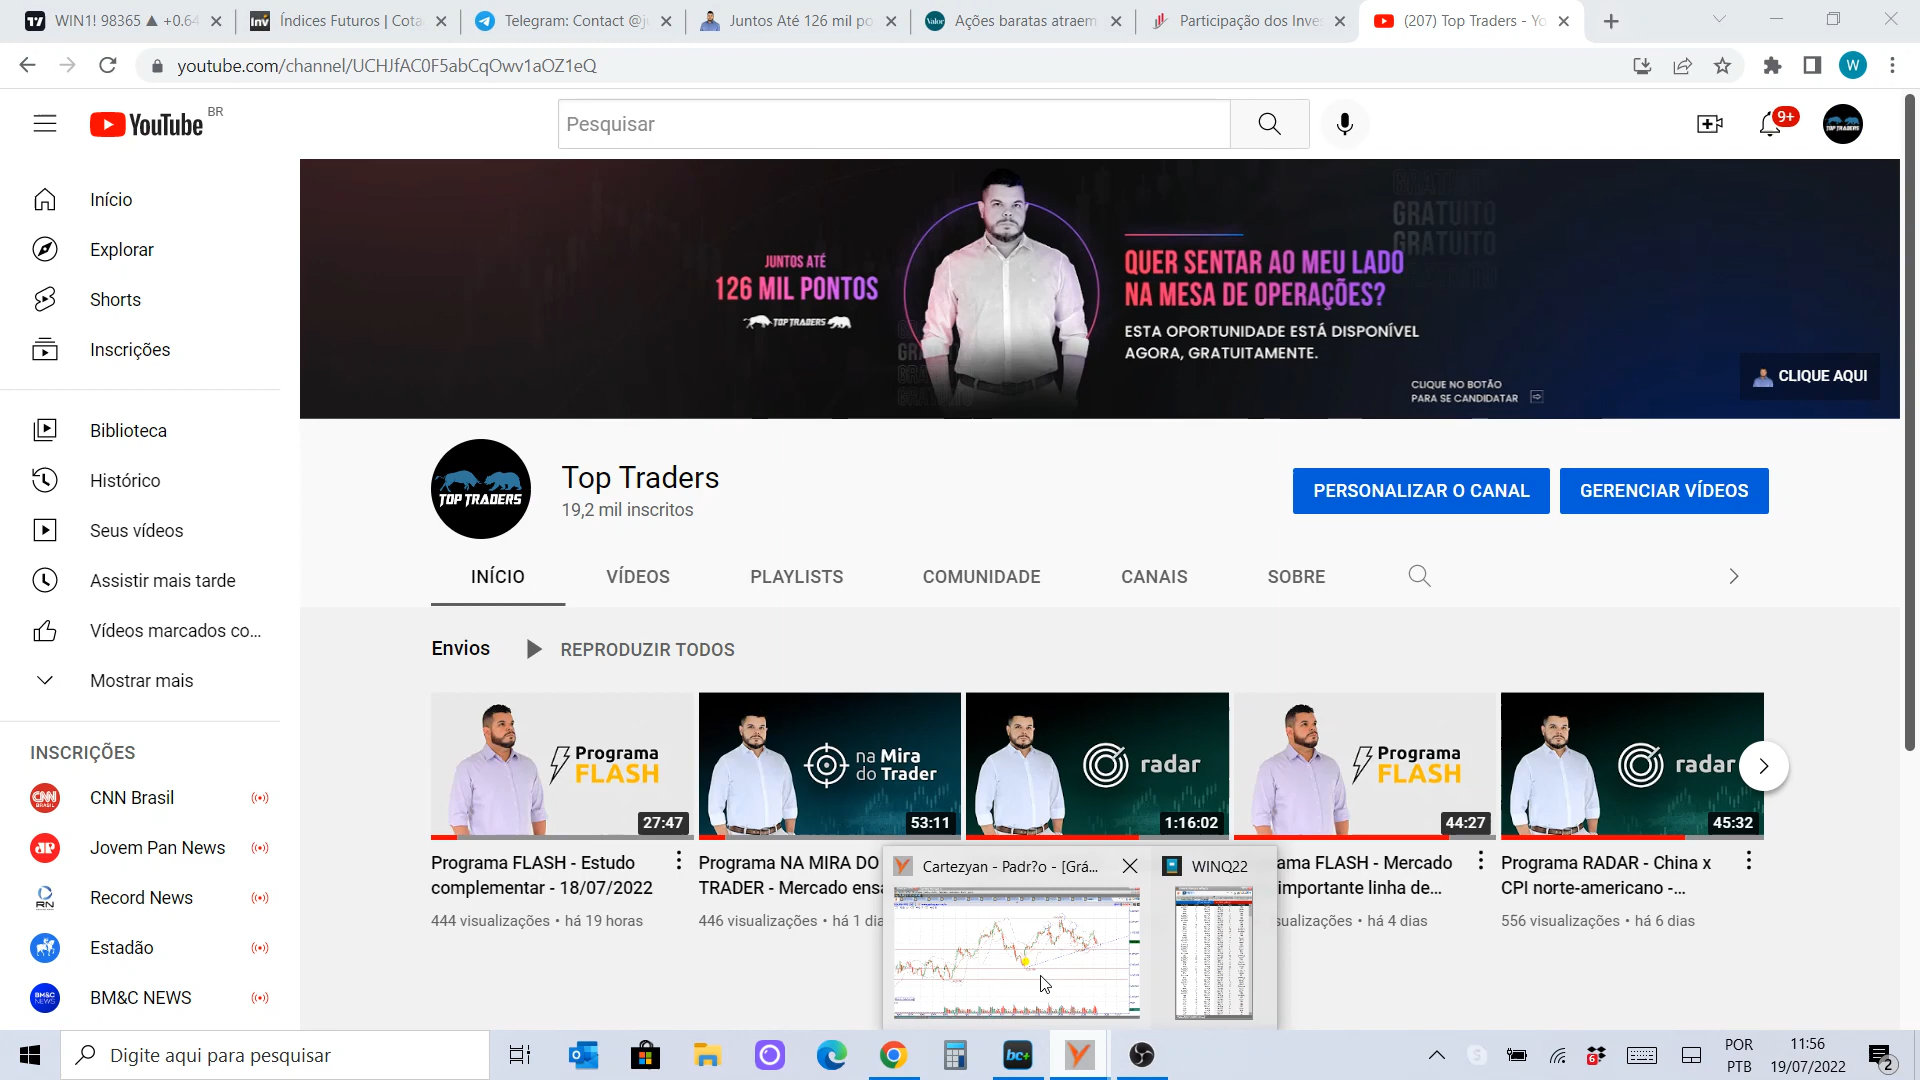 WIN1! 98365 ▲ +0.64
Índices Futuros | Cota
Telegram: Contact @ju
Juntos Até 126 mil po
Ações baratas atraem
Participação dos Inves
(207) Top Traders - Yo
youtube.com/channel/UCHJfAC0F5abCqOwv1aOZ1eQ
W
YouTube BR
Pesquisar
9+
Início
Explorar
Shorts
Inscrições
Biblioteca
Histórico
Seus vídeos
Assistir mais tarde
Vídeos marcados co...
Mostrar mais
INSCRIÇÕES
CNN Brasil
Jovem Pan News
Record News
Estadão
BM&C NEWS
JUNTOS ATÉ
126 MIL PONTOS
TOP TRADERS
QUER SENTAR AO MEU LADO
NA MESA DE OPERAÇÕES?
ESTA OPORTUNIDADE ESTÁ DISPONÍVEL
AGORA, GRATUITAMENTE.
GRATUITO
GRATUITO
CLIQUE NO BOTÃO
PARA SE CANDIDATAR
CLIQUE AQUI
TOP TRADERS
Top Traders
19,2 mil inscritos
PERSONALIZAR O CANAL
GERENCIAR VÍDEOS
INÍCIO
VÍDEOS
PLAYLISTS
COMUNIDADE
CANAIS
SOBRE
Envios
REPRODUZIR TODOS
Programa
FLASH
27:47
na Mira
do Trader
53:11
radar
1:16:02
Programa
FLASH
44:27
radar
45:32
Programa FLASH - Estudo
complementar - 18/07/2022
444 visualizações • há 19 horas
Programa NA MIRA DO
TRADER - Mercado ensa
446 visualizações • há 1 dia
ama FLASH - Mercado
importante linha de...
sualizações • há 4 dias
Programa RADAR - China x
CPI norte-americano -...
556 visualizações • há 6 dias
Cartezyan - Padr?o - [Grá...
WINQ22
Digite aqui para pesquisar
bc+
6
POR
PTB
11:56
19/07/2022
2